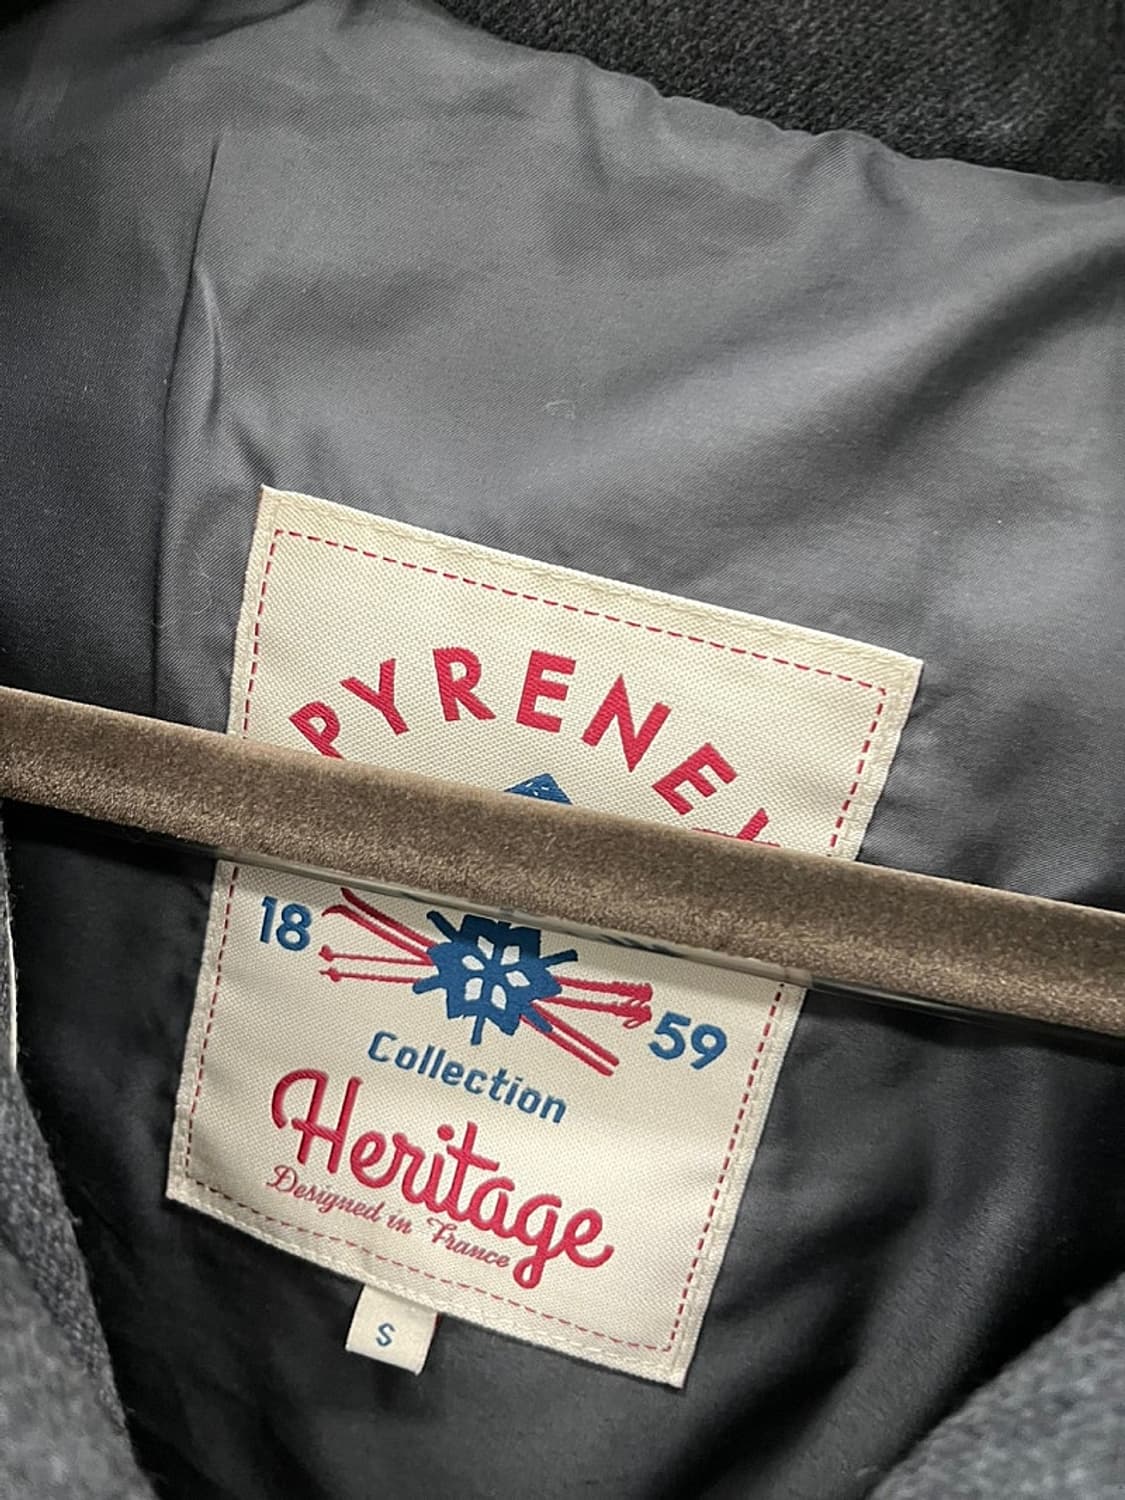 PYRENE
18 59
Collection
Heritage
Designed in France
S